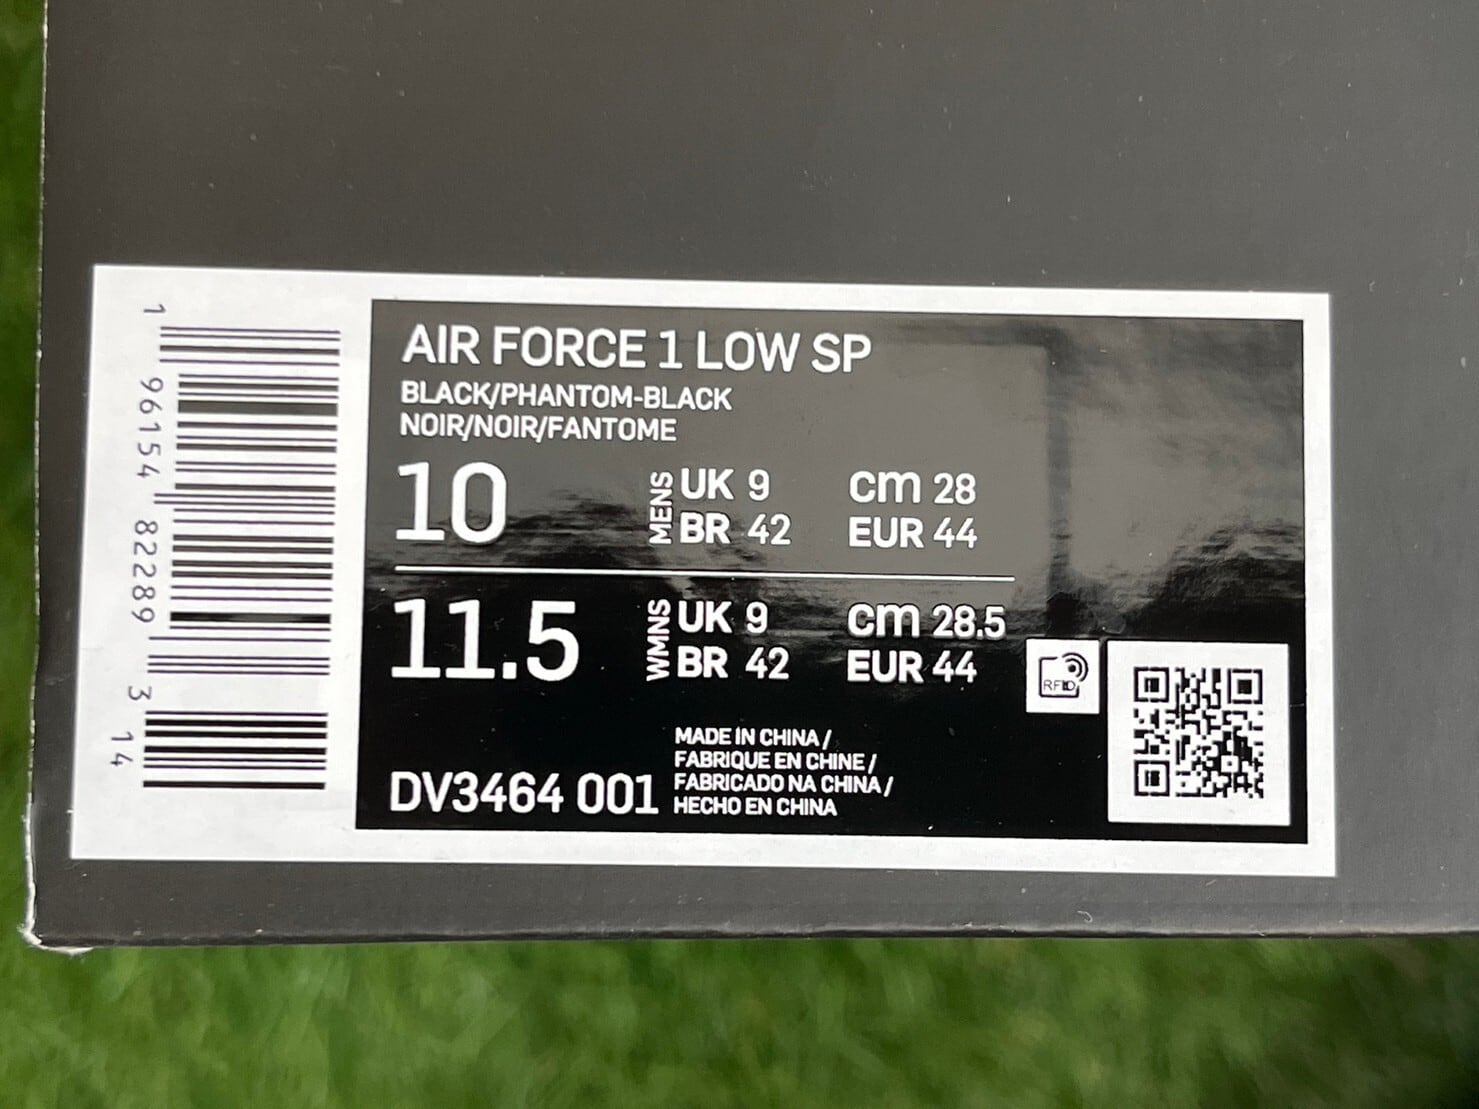 1 96154 82289 3 14
AIR FORCE 1 LOW SP
BLACK/PHANTOM-BLACK
NOIR/NOIR/FANTOME
10 MENS UK 9 cm 28
BR 42 EUR 44
11.5 WMNS UK 9 cm 28.5
BR 42 EUR 44
RFID
MADE IN CHINA /
FABRIQUE EN CHINE /
FABRICADO NA CHINA /
HECHO EN CHINA
DV3464 001